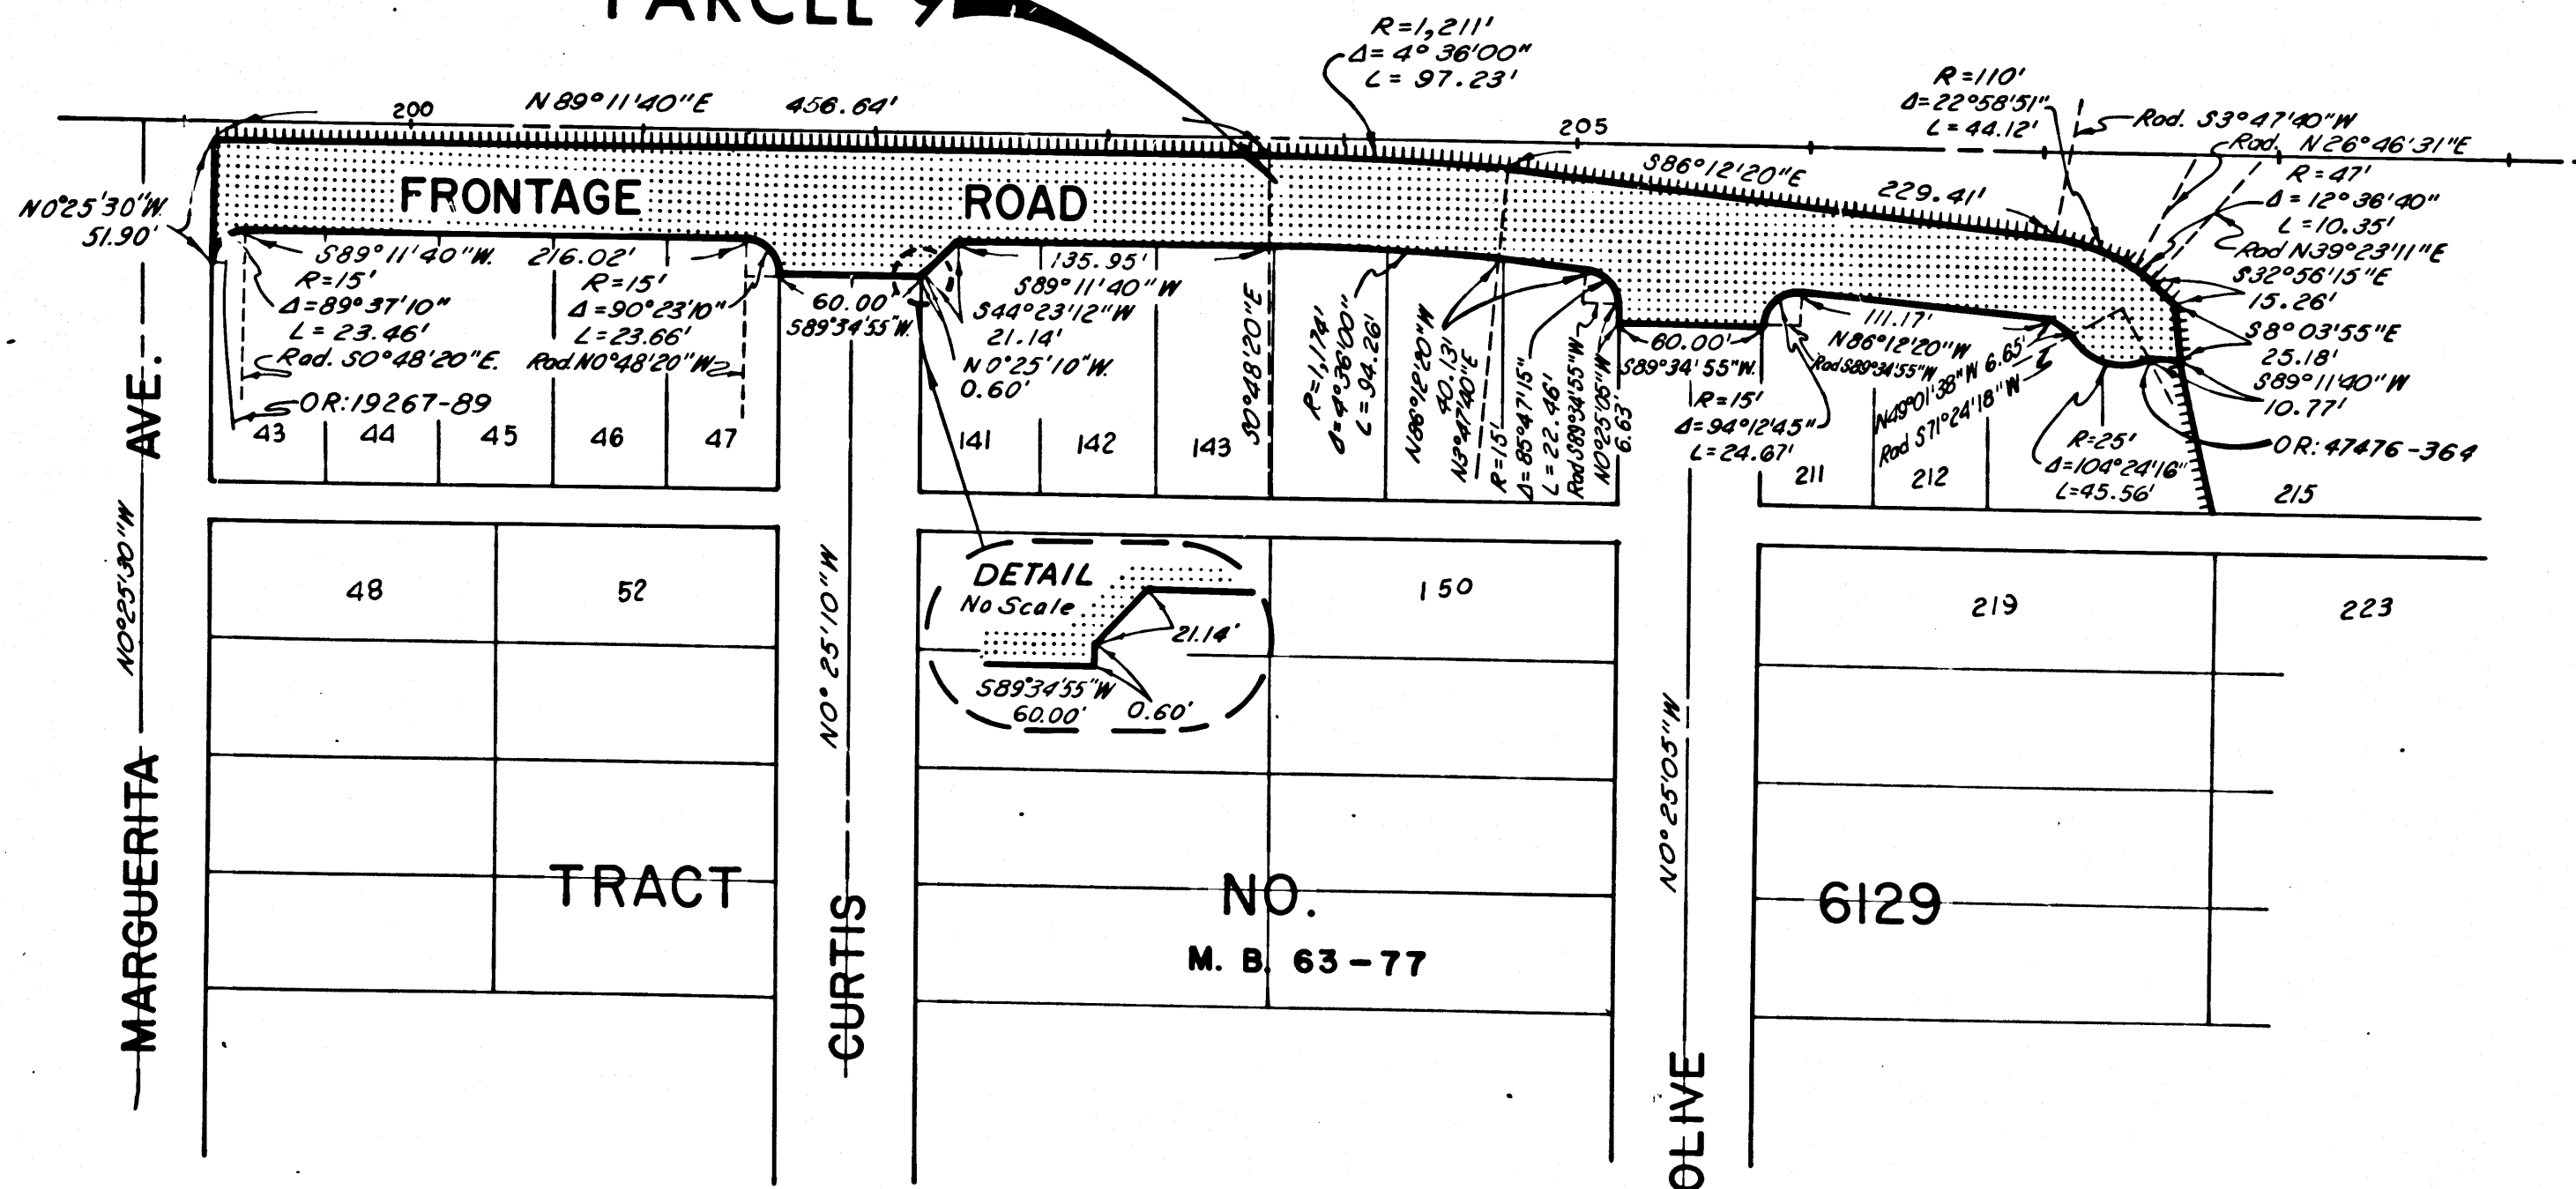 PARCEL 9
R=1,211'
Δ= 4° 36'00"
L= 97.23'
R=110'
Δ=22°58'51"
L= 44.12'
Rad. S3°47'40"W
Rad. N26°46'31"E
R=47'
Δ=12°36'40"
L=10.35'
Rad N39°23'11"E
S32°56'15"E
15.26'
S8°03'55"E
25.18'
S89°11'40"W
10.77'
OR: 47476-364
200
N89°11'40"E 456.64'
205
S86°12'20"E 229.41'
FRONTAGE ROAD
N0°25'30"W.
51.90'
S89°11'40"W. 216.02'
R=15'
Δ=89°37'10"
L= 23.46'
Rad. S0°48'20"E.
OR:19267-89
R=15'
Δ=90°23'10"
L=23.66'
Rad.N0°48'20"W
60.00'
S89°34'55"W.
135.95'
S89°11'40"W
S44°23'12"W
21.14'
N0°25'10"W.
0.60'
S0°48'20"E
R=1,174'
Δ=4°36'00"
L= 94.26'
N86°12'20"W
40.13'
N3°47'40"E
R=15'
Δ=85°47'15"
L= 22.46'
Rad S89°34'55"W
N0°25'05"W
6.63'
60.00'
S89°34'55"W.
R=15'
Δ=94°12'45"
L=24.67'
111.17'
N86°12'20"W
Rad S89°34'55"W
N49°01'38"W 6.65'
Rad S71°24'18"W
R=25'
Δ=104°24'16"
L=45.56'
43 44 45 46 47
141 142 143
211 212 215
48 52
150
219 223
DETAIL
No Scale
21.14'
S89°34'55"W
60.00'
0.60'
TRACT NO. 6129
M. B. 63-77
MARGUERITA AVE.
N0°25'30"W
CURTIS
N0°25'10"W
OLIVE
N0°25'05"W